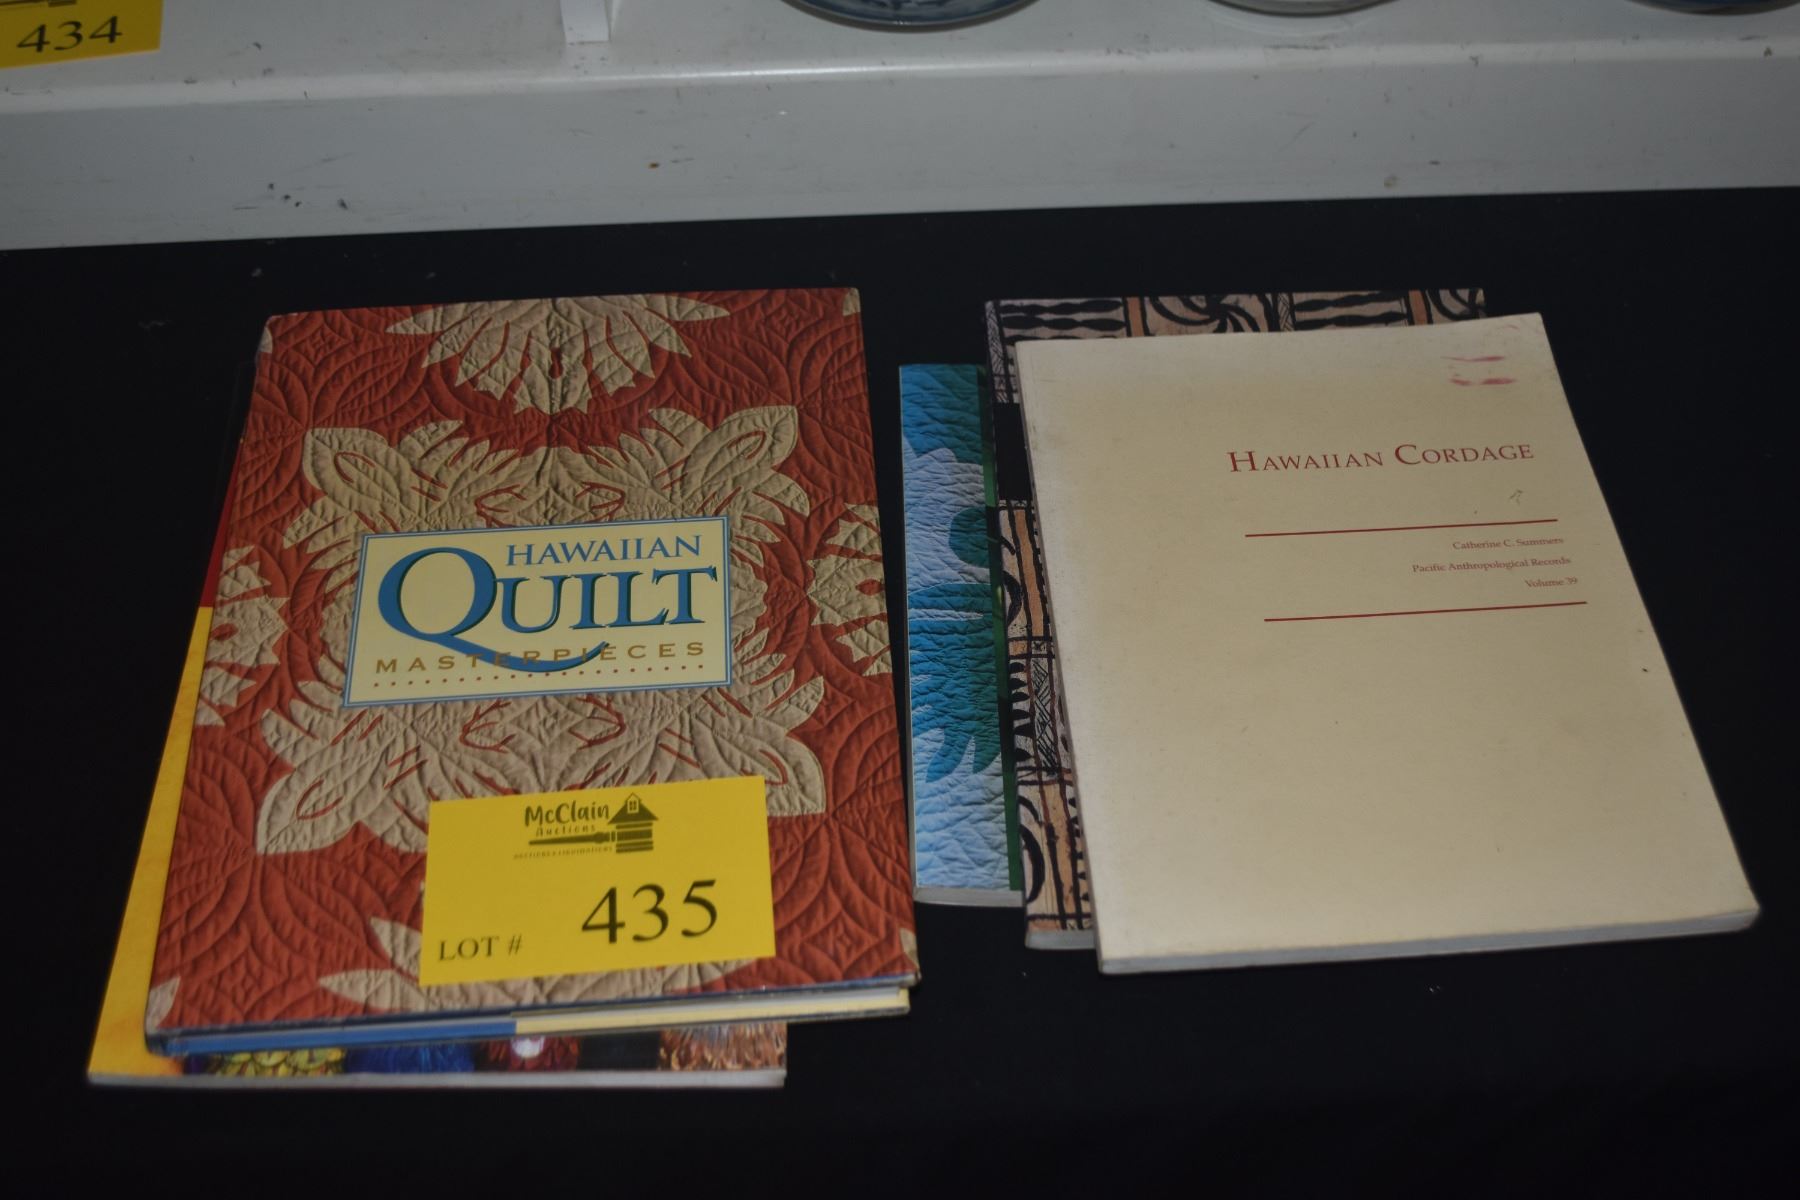 434
HAWAIIAN
QUILT
MASTERPIECES
McClain
Auctions
LOT # 435
HAWAIIAN CORDAGE
Catherine C. Summers
Pacific Anthropological Records
Volume 39